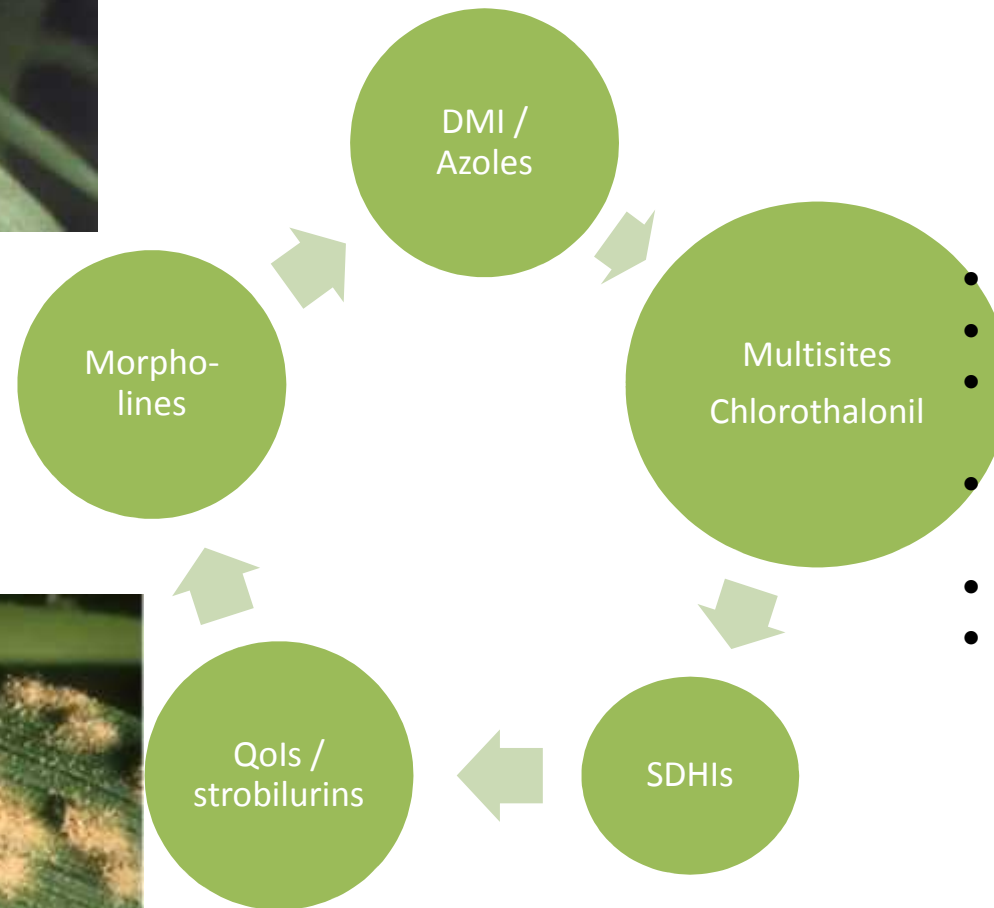 DMI /
Azoles
Multisites
Chlorothalonil
SDHIs
QoIs /
strobilurins
Morpho-
lines